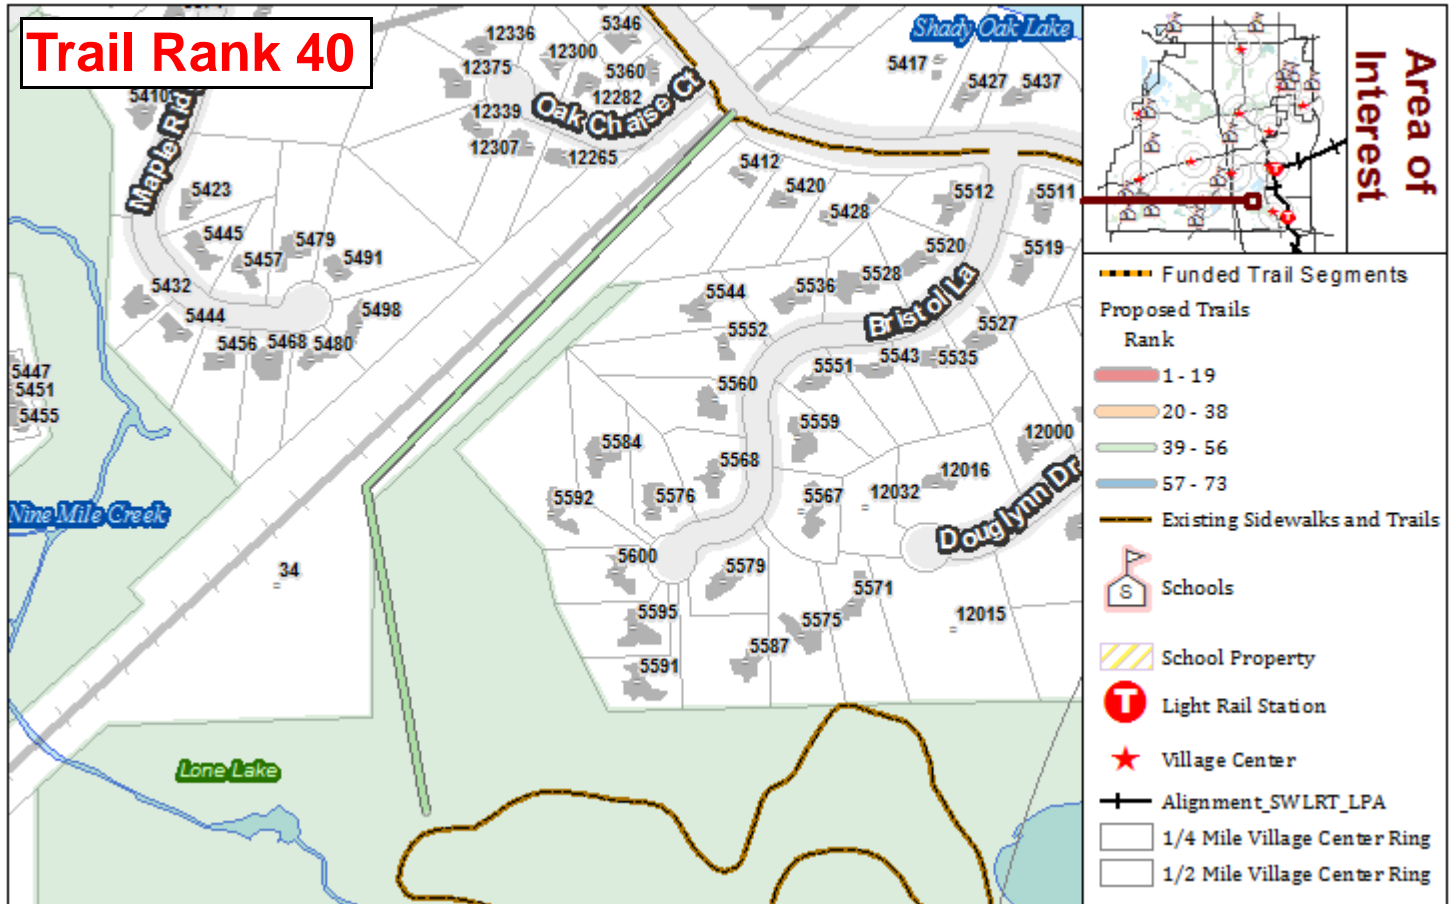 Trail Rank 40
5346
12336
12300
Shady Oak Lake
12375
5360
5417
5427
5437
5410
12282
Oak Chaise Ct
12339
Maple Rid
12307
12265
5412
5420
5428
5512
5511
5423
5445
5479
5457
5491
5520
5519
5432
5498
5544
5536
5528
Bristol La
5444
5552
5527
5456
5468
5480
5551
5543
5535
5447
5451
5455
5560
5559
12000
5584
5568
12016
5592
5576
5567
12032
Nine Mile Creek
Douglynn Dr
34
5600
5579
5571
5595
5575
12015
5591
5587
Lone Lake
Area of
Interest
Funded Trail Segments
Proposed Trails
Rank
1 - 19
20 - 38
39 - 56
57 - 73
Existing Sidewalks and Trails
S
Schools
School Property
T
Light Rail Station
Village Center
Alignment_SWLRT_LPA
1/4 Mile Village Center Ring
1/2 Mile Village Center Ring